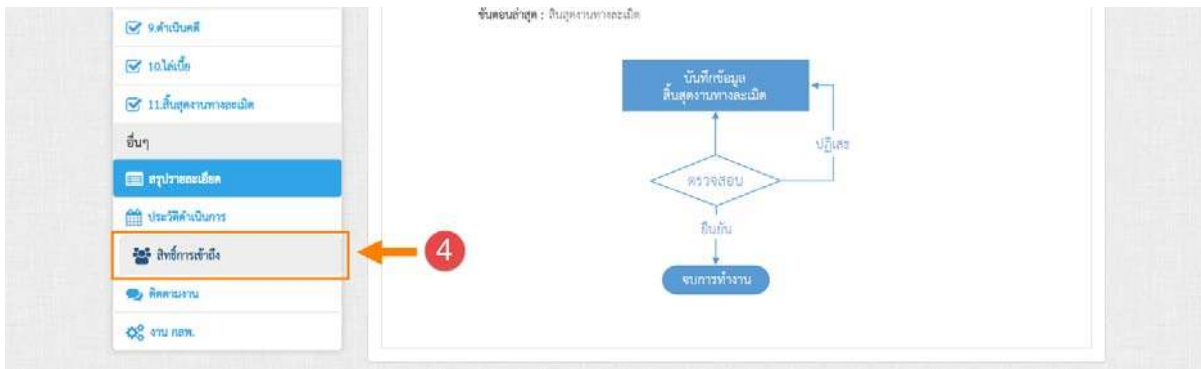 9.ดำเนินคดี
10.ไล่เบี้ย
11.สิ้นสุดงานทางละเมิด
อื่นๆ
สรุปรายละเอียด
ประวัติดำเนินการ
สิทธิ์การเข้าถึง
4
ติดตามงาน
งาน กลพ.
ขั้นตอนล่าสุด : สิ้นสุดงานทางละเมิด
บันทึกข้อมูล
สิ้นสุดงานทางละเมิด
ปฏิเสธ
ตรวจสอบ
ยืนยัน
จบการทำงาน